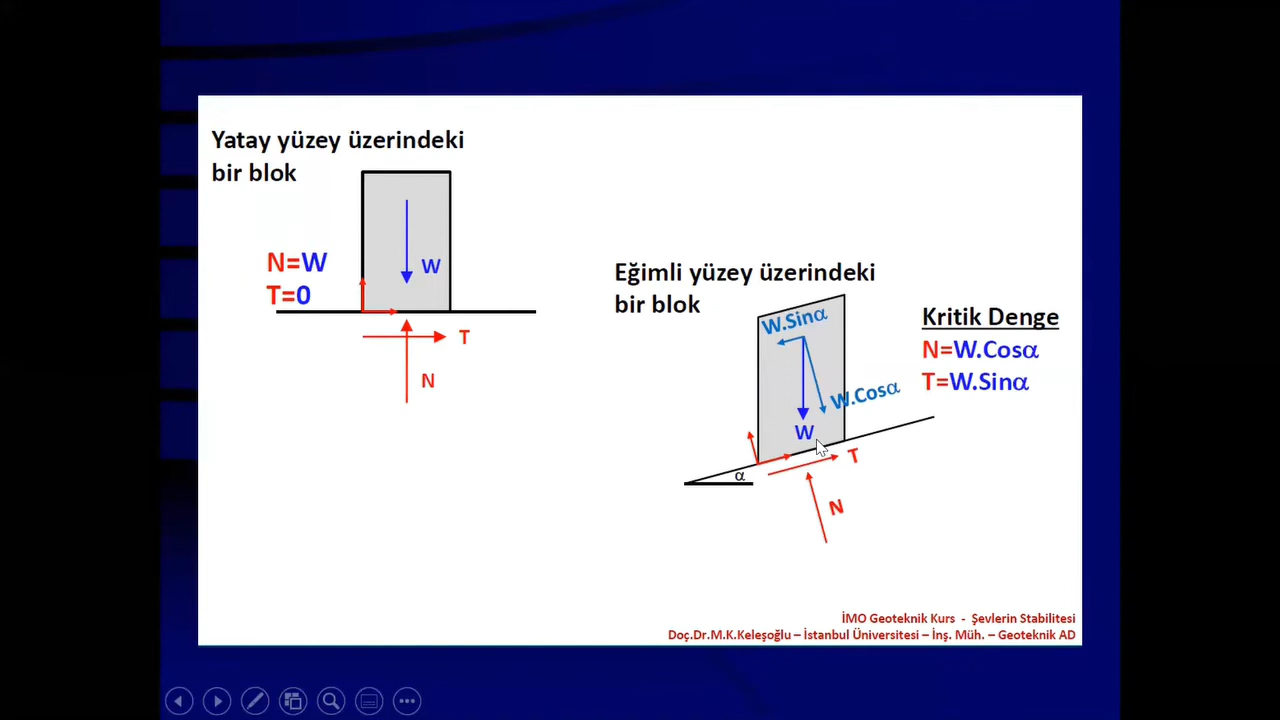 Yatay yüzey üzerindeki
bir blok
N=W
T=0
W
T
N
Eğimli yüzey üzerindeki
bir blok
W.Sinα
W.Cosα
W
α
T
N
Kritik Denge
N=W.Cosα
T=W.Sinα
İMO Geoteknik Kurs - Şevlerin Stabilitesi
Doç.Dr.M.K.Keleşoğlu – İstanbul Üniversitesi – İnş. Müh. – Geoteknik AD